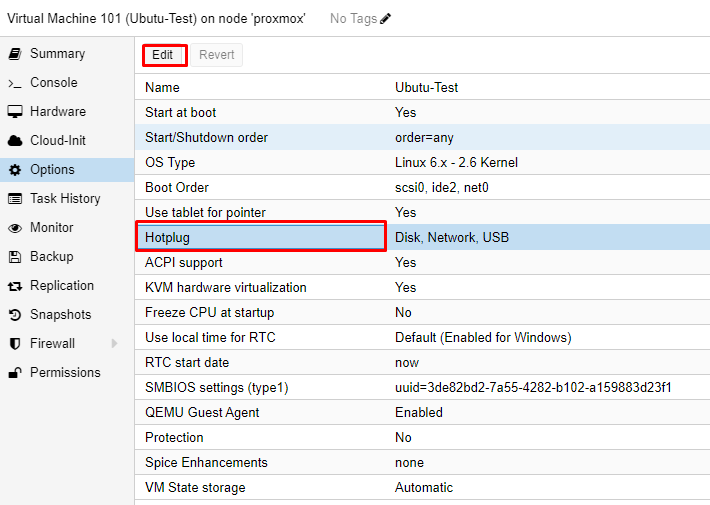 Virtual Machine 101 (Ubutu-Test) on node 'proxmox' No Tags
Summary
Console
Hardware
Cloud-Init
Options
Task History
Monitor
Backup
Replication
Snapshots
Firewall
Permissions
Edit Revert
Name Ubutu-Test
Start at boot Yes
Start/Shutdown order order=any
OS Type Linux 6.x - 2.6 Kernel
Boot Order scsi0, ide2, net0
Use tablet for pointer Yes
Hotplug Disk, Network, USB
ACPI support Yes
KVM hardware virtualization Yes
Freeze CPU at startup No
Use local time for RTC Default (Enabled for Windows)
RTC start date now
SMBIOS settings (type1) uuid=3de82bd2-7a55-4282-b102-a159883d23f1
QEMU Guest Agent Enabled
Protection No
Spice Enhancements none
VM State storage Automatic